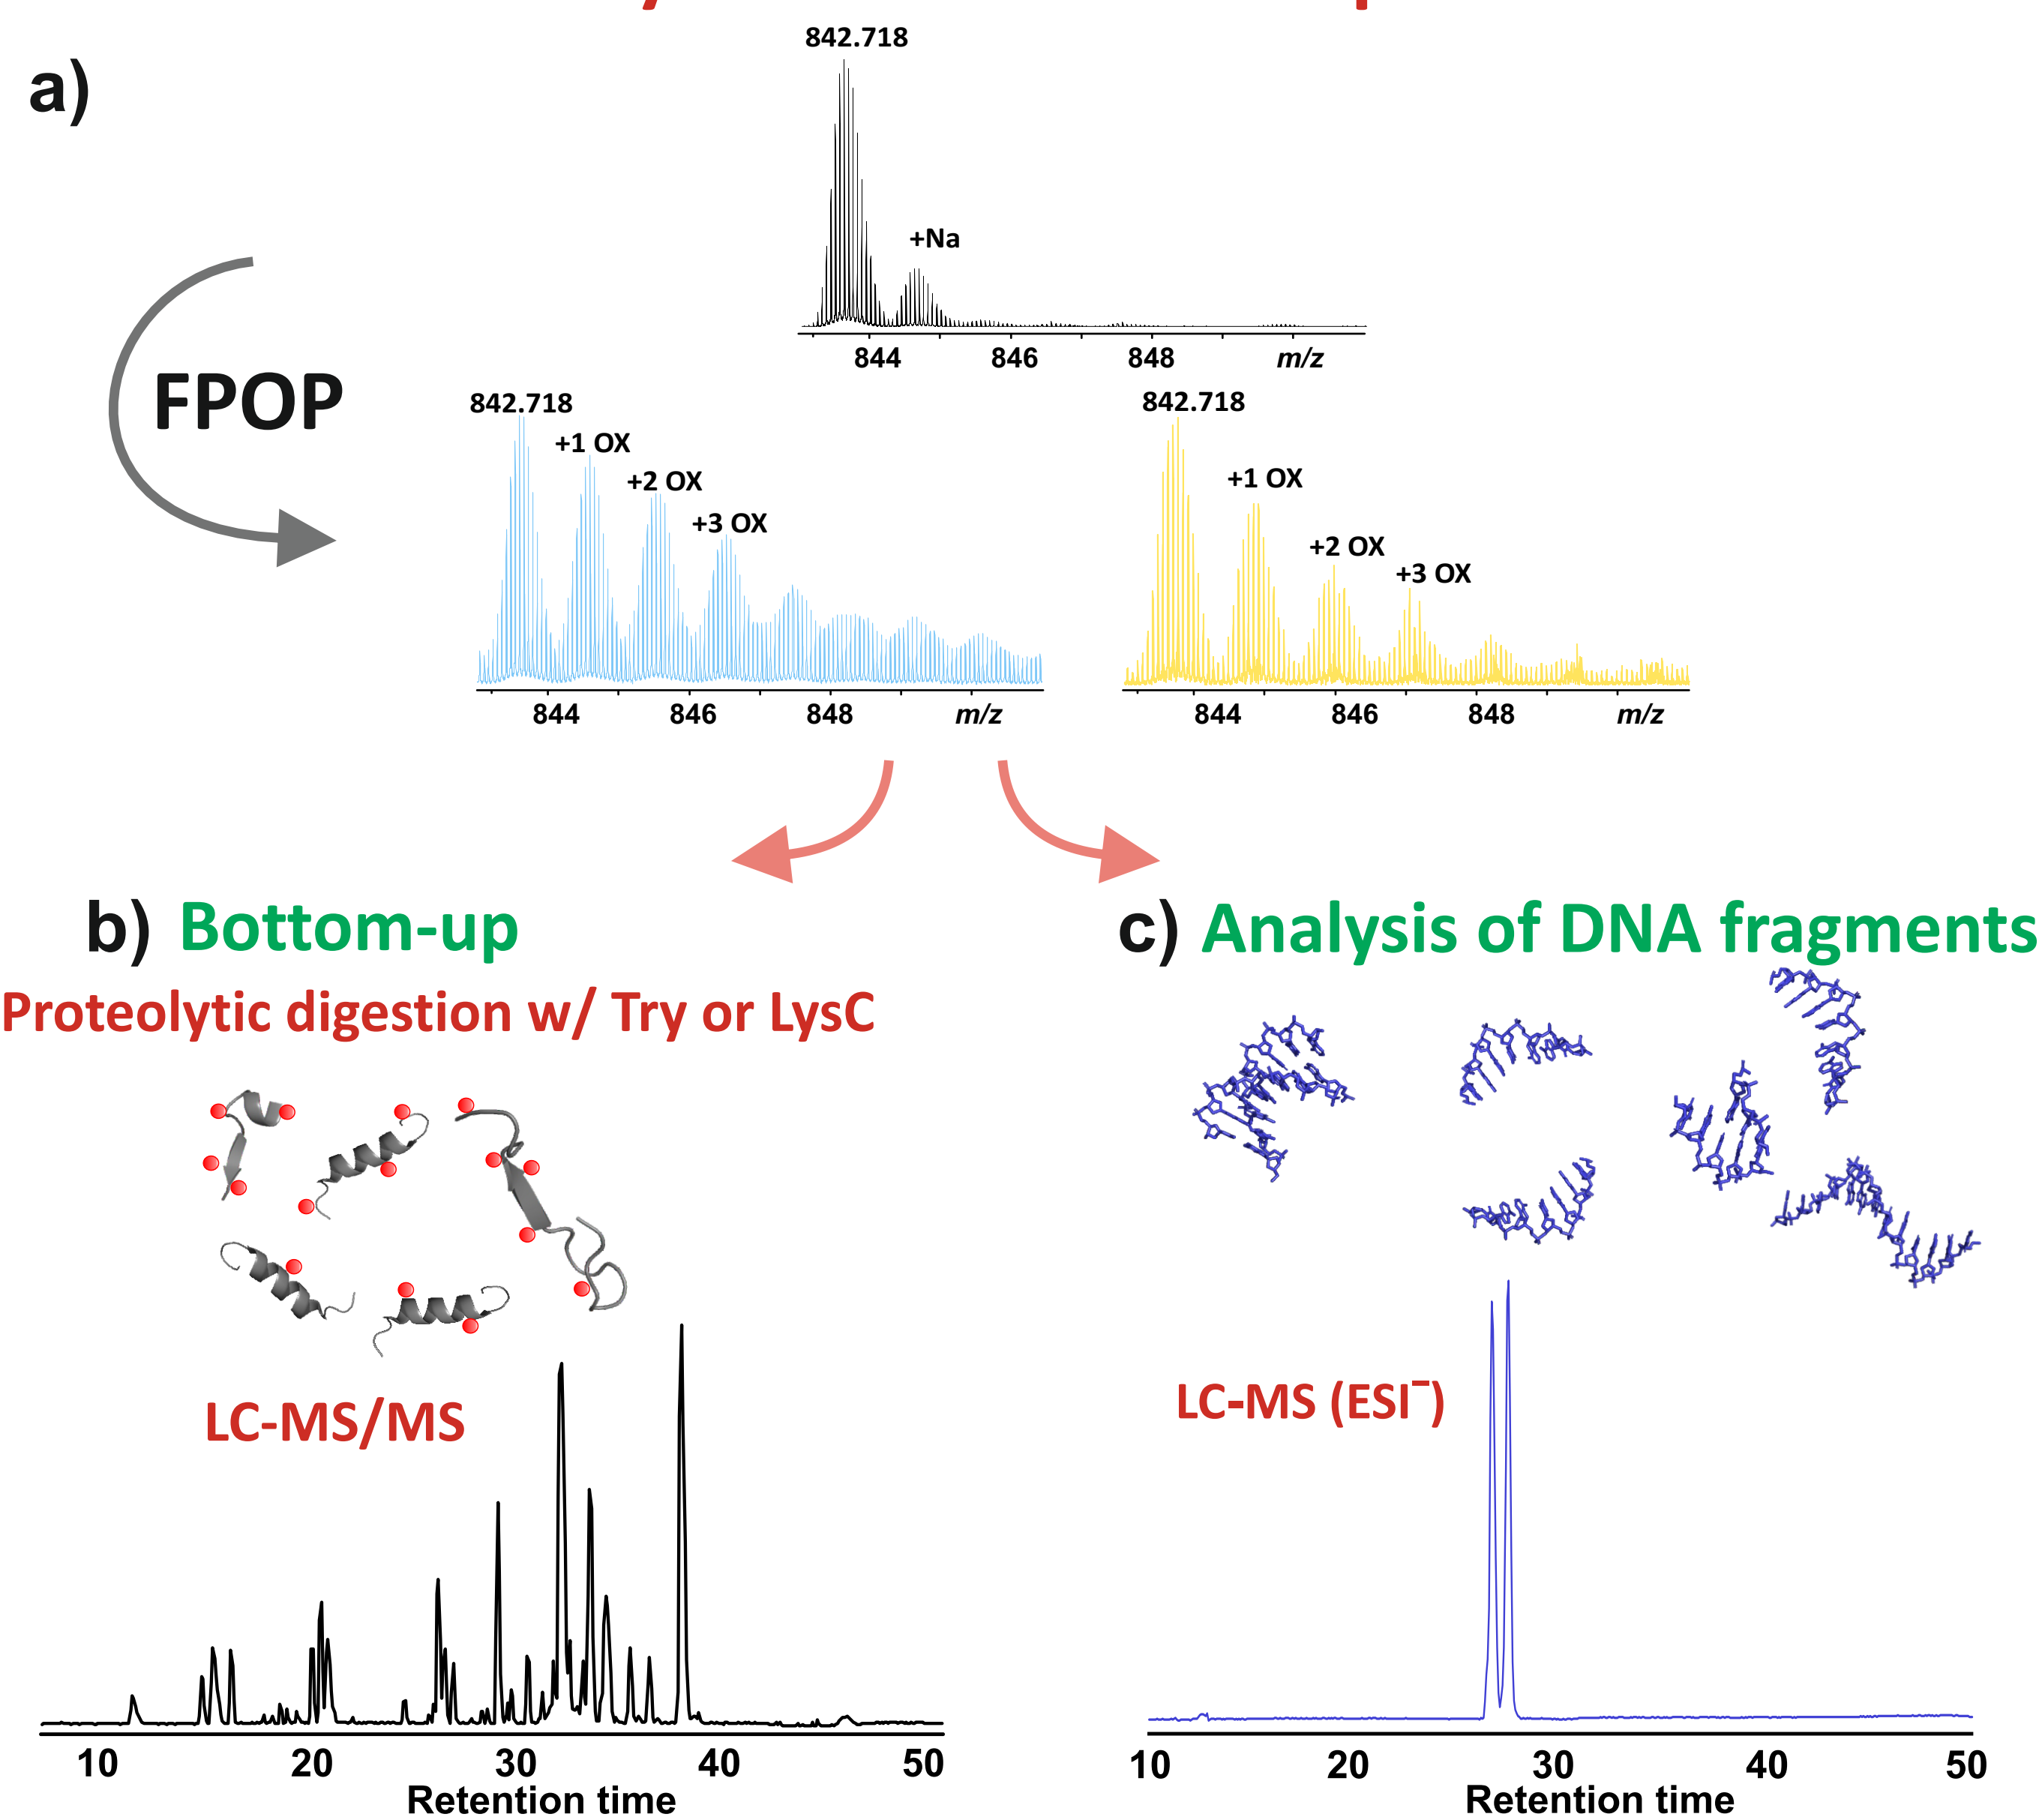 a)
842.718
+Na
844 846 848 m/z
FPOP
842.718
+1 OX
+2 OX
+3 OX
844 846 848 m/z
842.718
+1 OX
+2 OX
+3 OX
844 846 848 m/z
b) Bottom-up
Proteolytic digestion w/ Try or LysC
LC-MS/MS
10 20 30 40 50
Retention time
c) Analysis of DNA fragments
LC-MS (ESI⁻)
10 20 30 40 50
Retention time